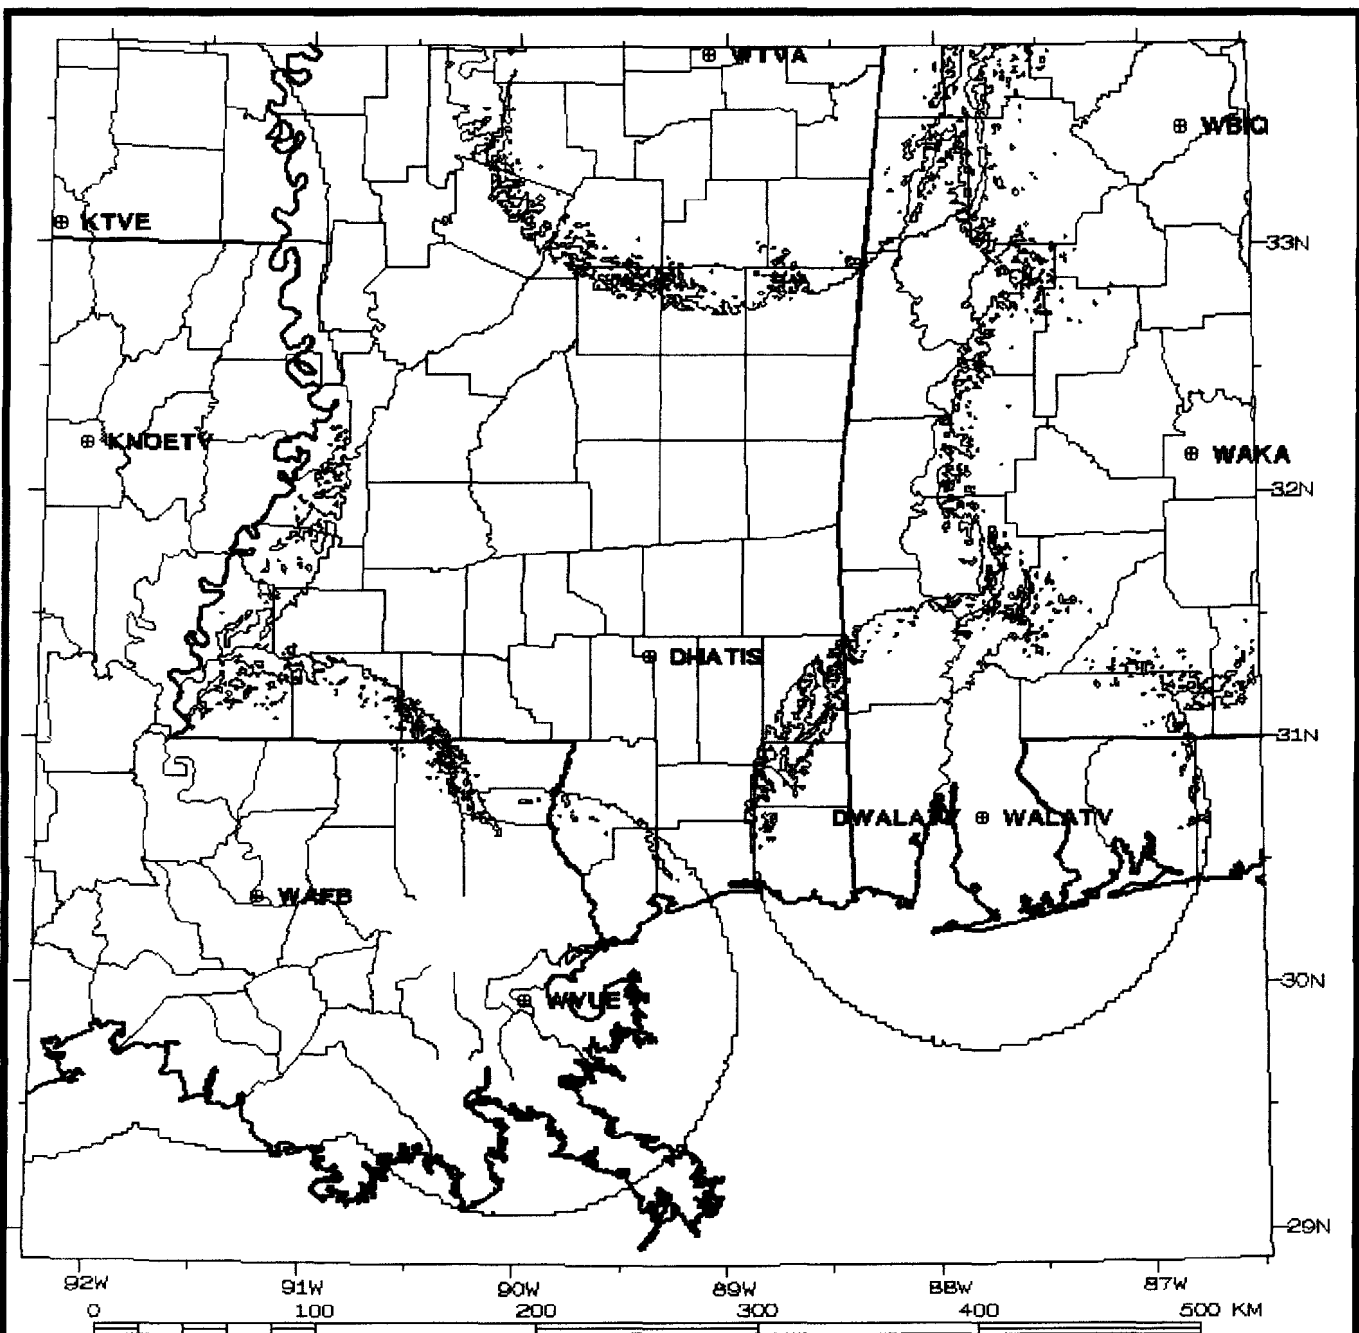 WTVA
WBIQ
KTVE
33N
KNOETV
WAKA
32N
DHATIS
31N
DWALATV WALATV
WAFB
30N
WVUE
29N
92W 91W 90W 89W 88W 87W
0 100 200 300 400 500 KM